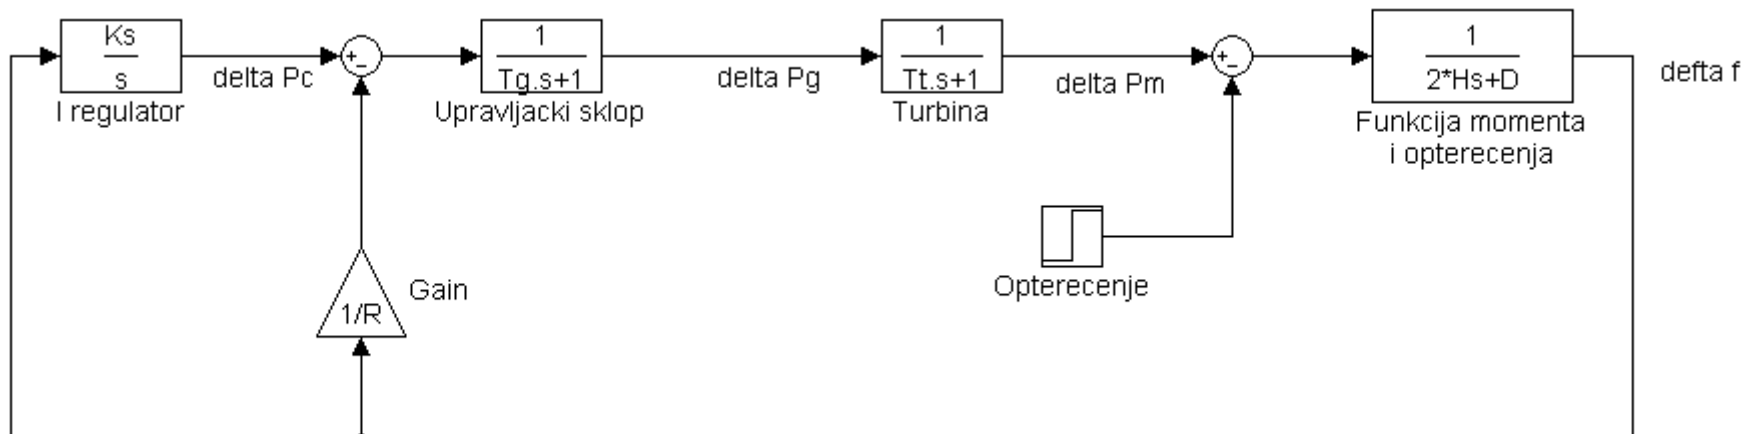 Ks
s
I regulator
delta Pc
+
-
1
Tg.s+1
Upravljacki sklop
delta Pg
1
Tt.s+1
Turbina
delta Pm
+
-
1
2*Hs+D
Funkcija momenta
i opterecenja
defta f
Opterecenje
Gain
1/R